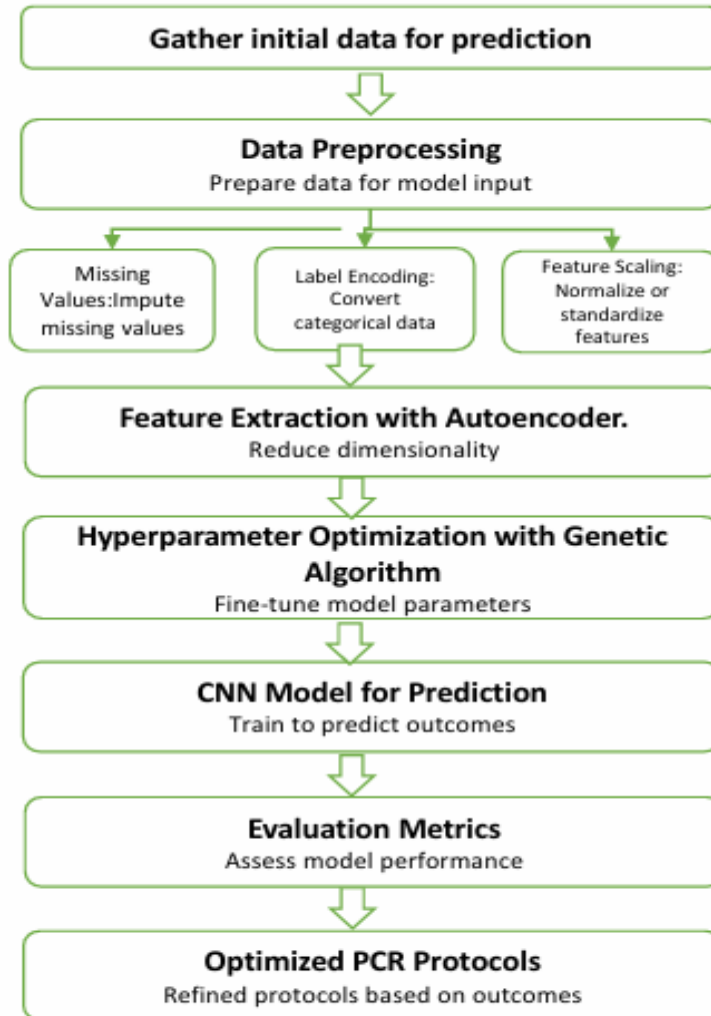 Gather initial data for prediction
Data Preprocessing
Prepare data for model input
Missing
Values:Impute
missing values
Label Encoding:
Convert
categorical data
Feature Scaling:
Normalize or
standardize
features
Feature Extraction with Autoencoder.
Reduce dimensionality
Hyperparameter Optimization with Genetic
Algorithm
Fine-tune model parameters
CNN Model for Prediction
Train to predict outcomes
Evaluation Metrics
Assess model performance
Optimized PCR Protocols
Refined protocols based on outcomes